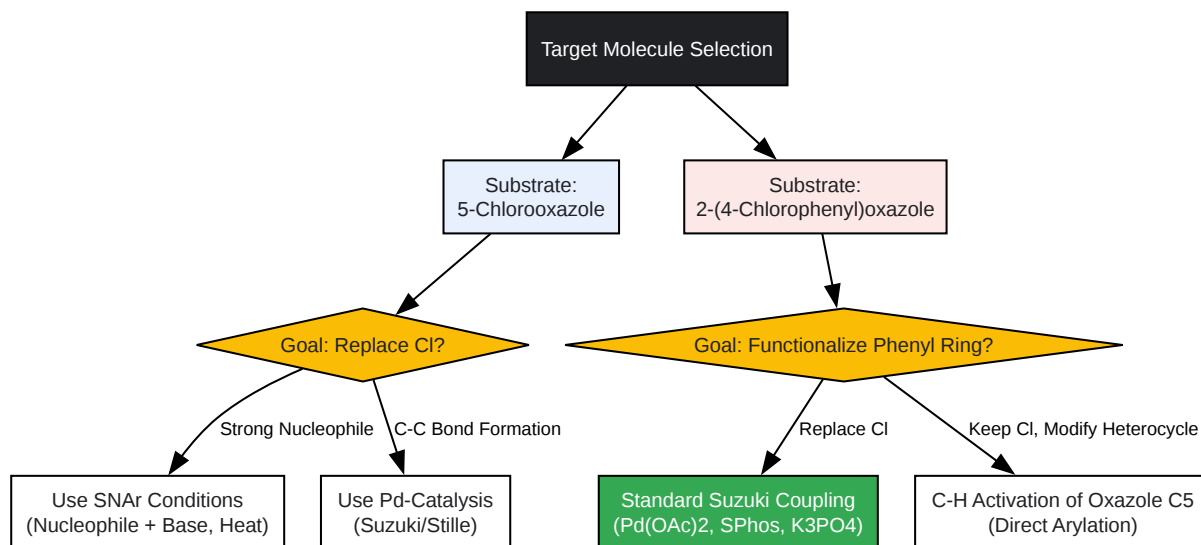 Target Molecule Selection
Substrate:
5-Chlorooxazole
Substrate:
2-(4-Chlorophenyl)oxazole
Goal: Replace Cl?
Goal: Functionalize Phenyl Ring?
Strong Nucleophile
C-C Bond Formation
Replace Cl
Keep Cl, Modify Heterocycle
Use SNAr Conditions
(Nucleophile + Base, Heat)
Use Pd-Catalysis
(Suzuki/Stille)
Standard Suzuki Coupling
(Pd(OAc)2, SPhos, K3PO4)
C-H Activation of Oxazole C5
(Direct Arylation)